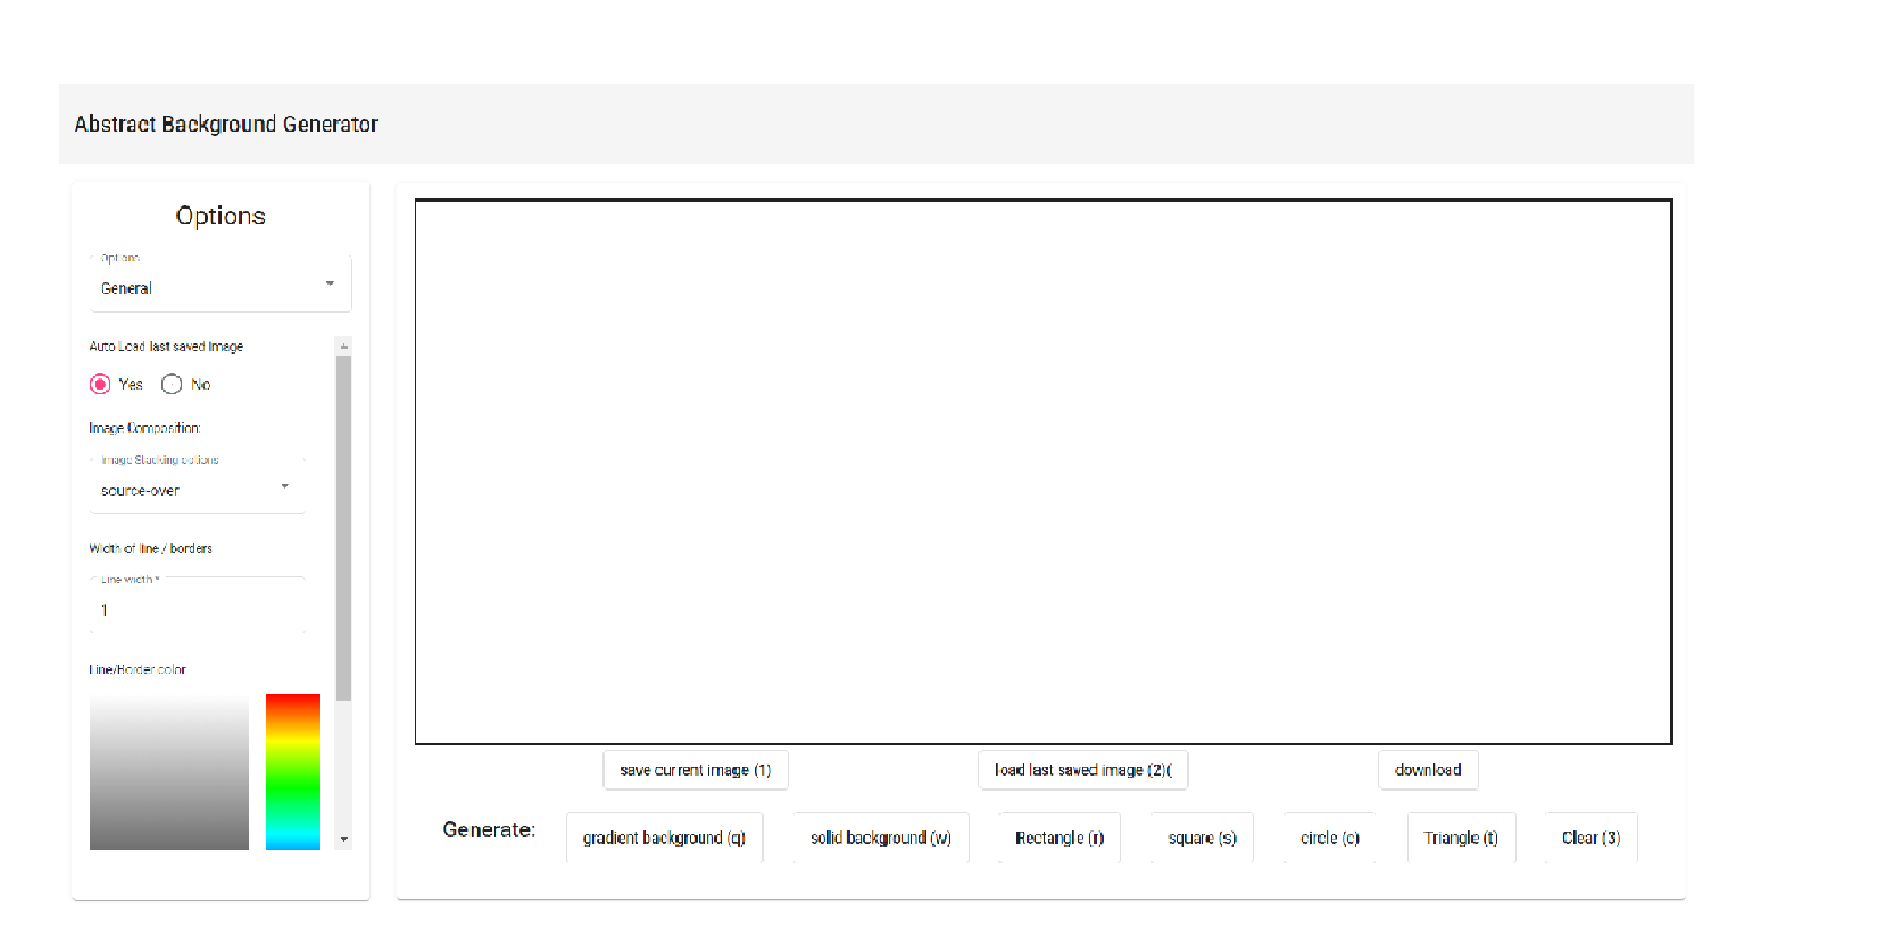 Abstract Background Generator
Options
Options
General
Auto Load last saved image
Yes No
Image Composition:
Image Stacking options
source-over
Width of line / borders
Line width *
1
Line/Border color
save current image (1)
load last saved image (2)(
download
Generate:
gradient background (q)
solid background (w)
Rectangle (r)
square (s)
circle (c)
Triangle (t)
Clear (3)